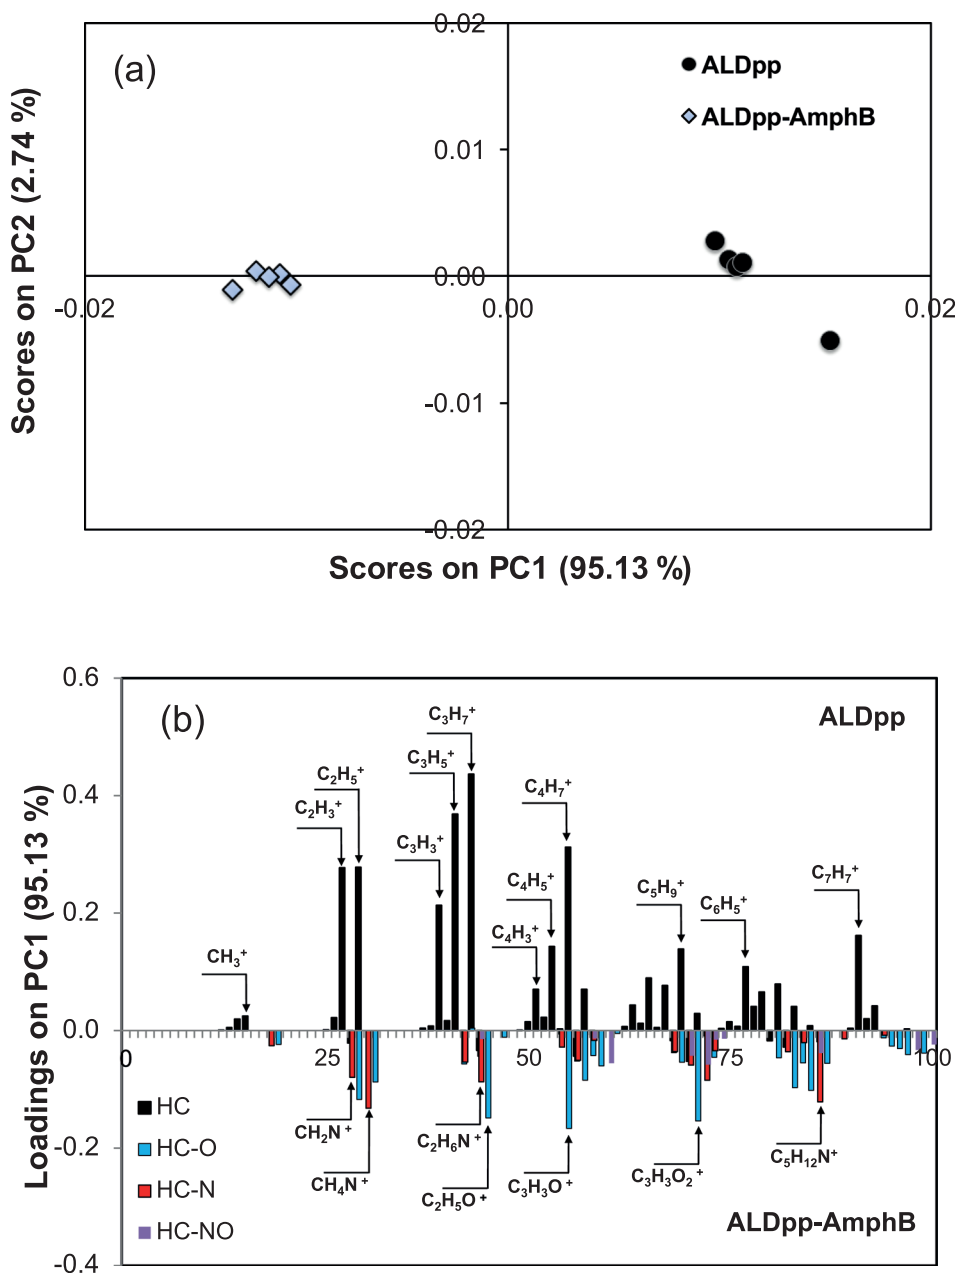 0.02
(a)
ALDpp
ALDpp-AmphB
0.01
0.00
-0.02
0.00
0.02
-0.01
-0.02
Scores on PC2 (2.74 %)
Scores on PC1 (95.13 %)
0.6
(b)
ALDpp
C₃H₇⁺
C₃H₅⁺
C₂H₅⁺
C₂H₃⁺
0.4
C₄H₇⁺
C₃H₃⁺
C₄H₅⁺
C₇H₇⁺
C₅H₉⁺
C₆H₅⁺
0.2
C₄H₃⁺
CH₃⁺
0.0
0
25
50
75
100
HC
HC-O
HC-N
HC-NO
CH₂N⁺
C₂H₆N⁺
C₅H₁₂N⁺
-0.2
CH₄N⁺
C₂H₅O⁺
C₃H₃O⁺
C₃H₃O₂⁺
ALDpp-AmphB
-0.4
Loadings on PC1 (95.13 %)